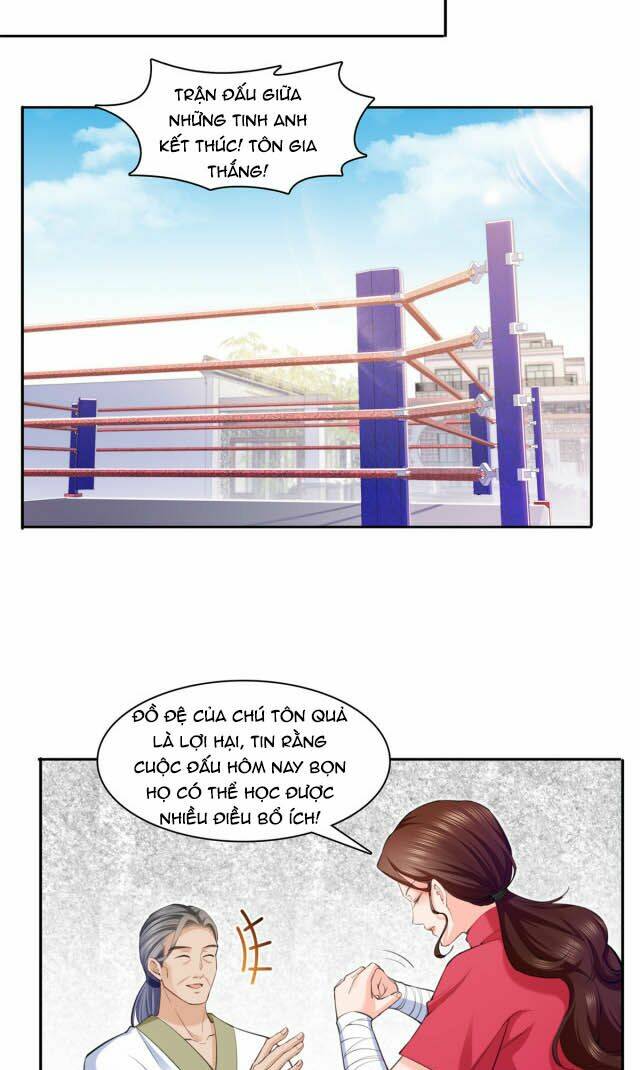 TRẬN ĐẤU GIỮA
NHỮNG TINH ANH
KẾT THÚC! TÔN GIA
THẮNG!
ĐỒ ĐỆ CỦA CHÚ TÔN QUẢ
LÀ LỢI HẠI, TIN RẰNG
CUỘC ĐẤU HÔM NAY BỌN
HỌ CÓ THỂ HỌC ĐƯỢC
NHIỀU ĐIỀU BỔ ÍCH!